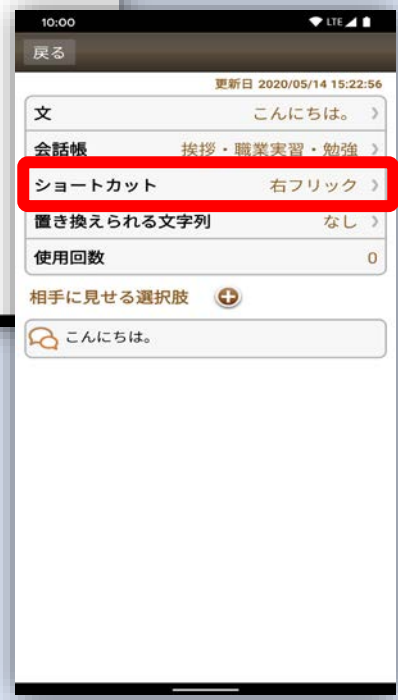 10:00 LTE
戻る
更新日 2020/05/14 15:22:56
文 こんにちは。
会話帳 挨拶・職業実習・勉強
ショートカット 右フリック
置き換えられる文字列 なし
使用回数 0
相手に見せる選択肢
こんにちは。